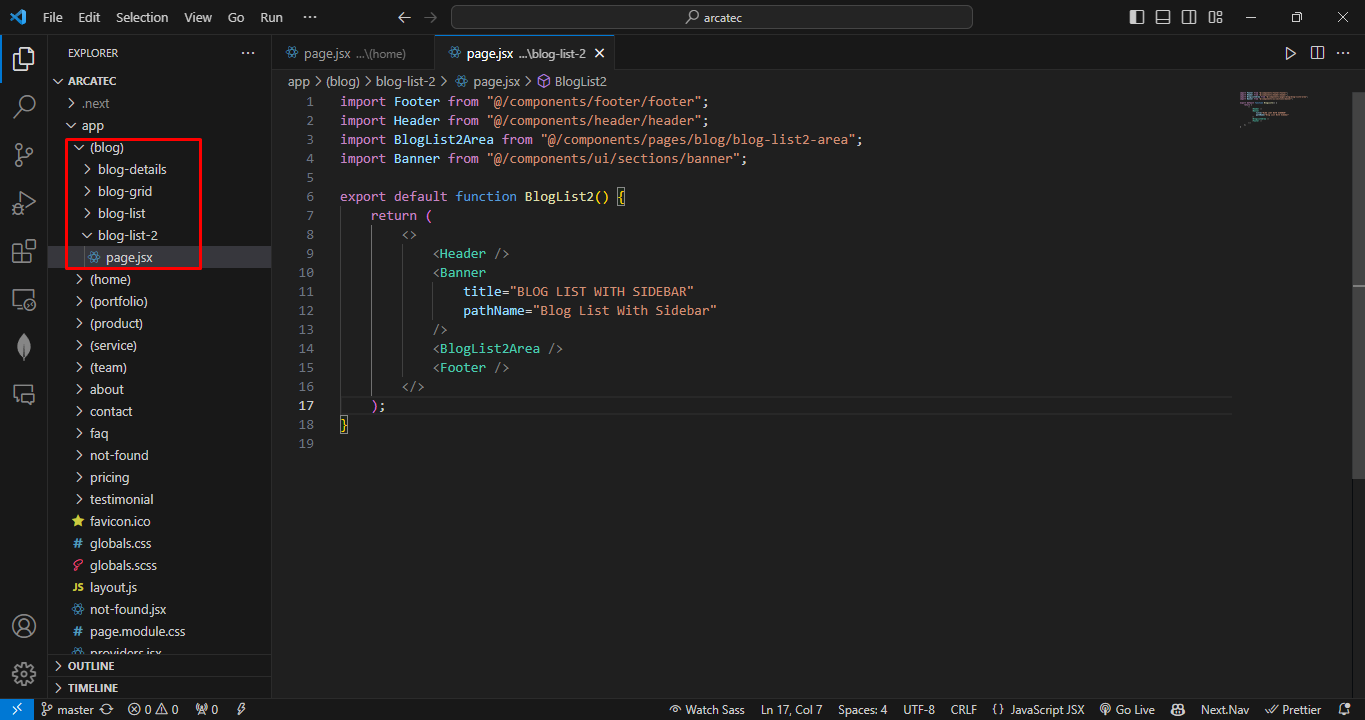 File Edit Selection View Go Run ···
arcatec
EXPLORER ···
ARCATEC
.next
app
(blog)
blog-details
blog-grid
blog-list
blog-list-2
page.jsx
(home)
(portfolio)
(product)
(service)
(team)
about
contact
faq
not-found
pricing
testimonial
favicon.ico
# globals.css
globals.scss
JS layout.js
not-found.jsx
# page.module.css
providers.jsx
OUTLINE
TIMELINE
page.jsx ...\(home)
page.jsx ...\blog-list-2
app > (blog) > blog-list-2 > page.jsx > BlogList2
1 import Footer from "@/components/footer/footer";
2 import Header from "@/components/header/header";
3 import BlogList2Area from "@/components/pages/blog/blog-list2-area";
4 import Banner from "@/components/ui/sections/banner";
5
6 export default function BlogList2() {
7 return (
8 <>
9 <Header />
10 <Banner
11 title="BLOG LIST WITH SIDEBAR"
12 pathName="Blog List With Sidebar"
13 />
14 <BlogList2Area />
15 <Footer />
16 </>
17 );
18 }
19
master 0 0 0 Watch Sass Ln 17, Col 7 Spaces: 4 UTF-8 CRLF {} JavaScript JSX Go Live Next.Nav Prettier